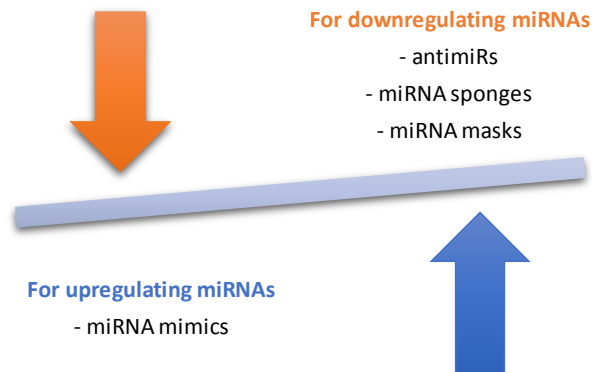 For downregulating miRNAs
- antimiRs
- miRNA sponges
- miRNA masks
For upregulating miRNAs
- miRNA mimics